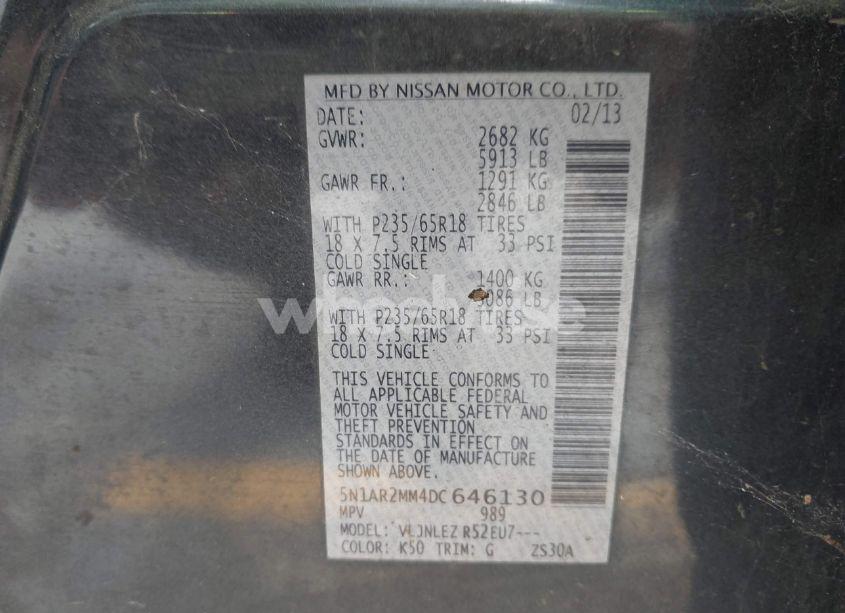 MFD BY NISSAN MOTOR CO., LTD.
DATE: 02/13
GVWR: 2682 KG
5913 LB
GAWR FR.: 1291 KG
2846 LB
WITH P235/65R18 TIRES
18 X 7.5 RIMS AT 33 PSI
COLD SINGLE
GAWR RR.: 1400 KG
3086 LB
WITH P235/65R18 TIRES
18 X 7.5 RIMS AT 33 PSI
COLD SINGLE
THIS VEHICLE CONFORMS TO
ALL APPLICABLE FEDERAL
MOTOR VEHICLE SAFETY AND
THEFT PREVENTION
STANDARDS IN EFFECT ON
THE DATE OF MANUFACTURE
SHOWN ABOVE.
5N1AR2MM4DC646130
MPV 989
MODEL: VLJNLEZ R52EU7---
COLOR: K50 TRIM: G ZS30A